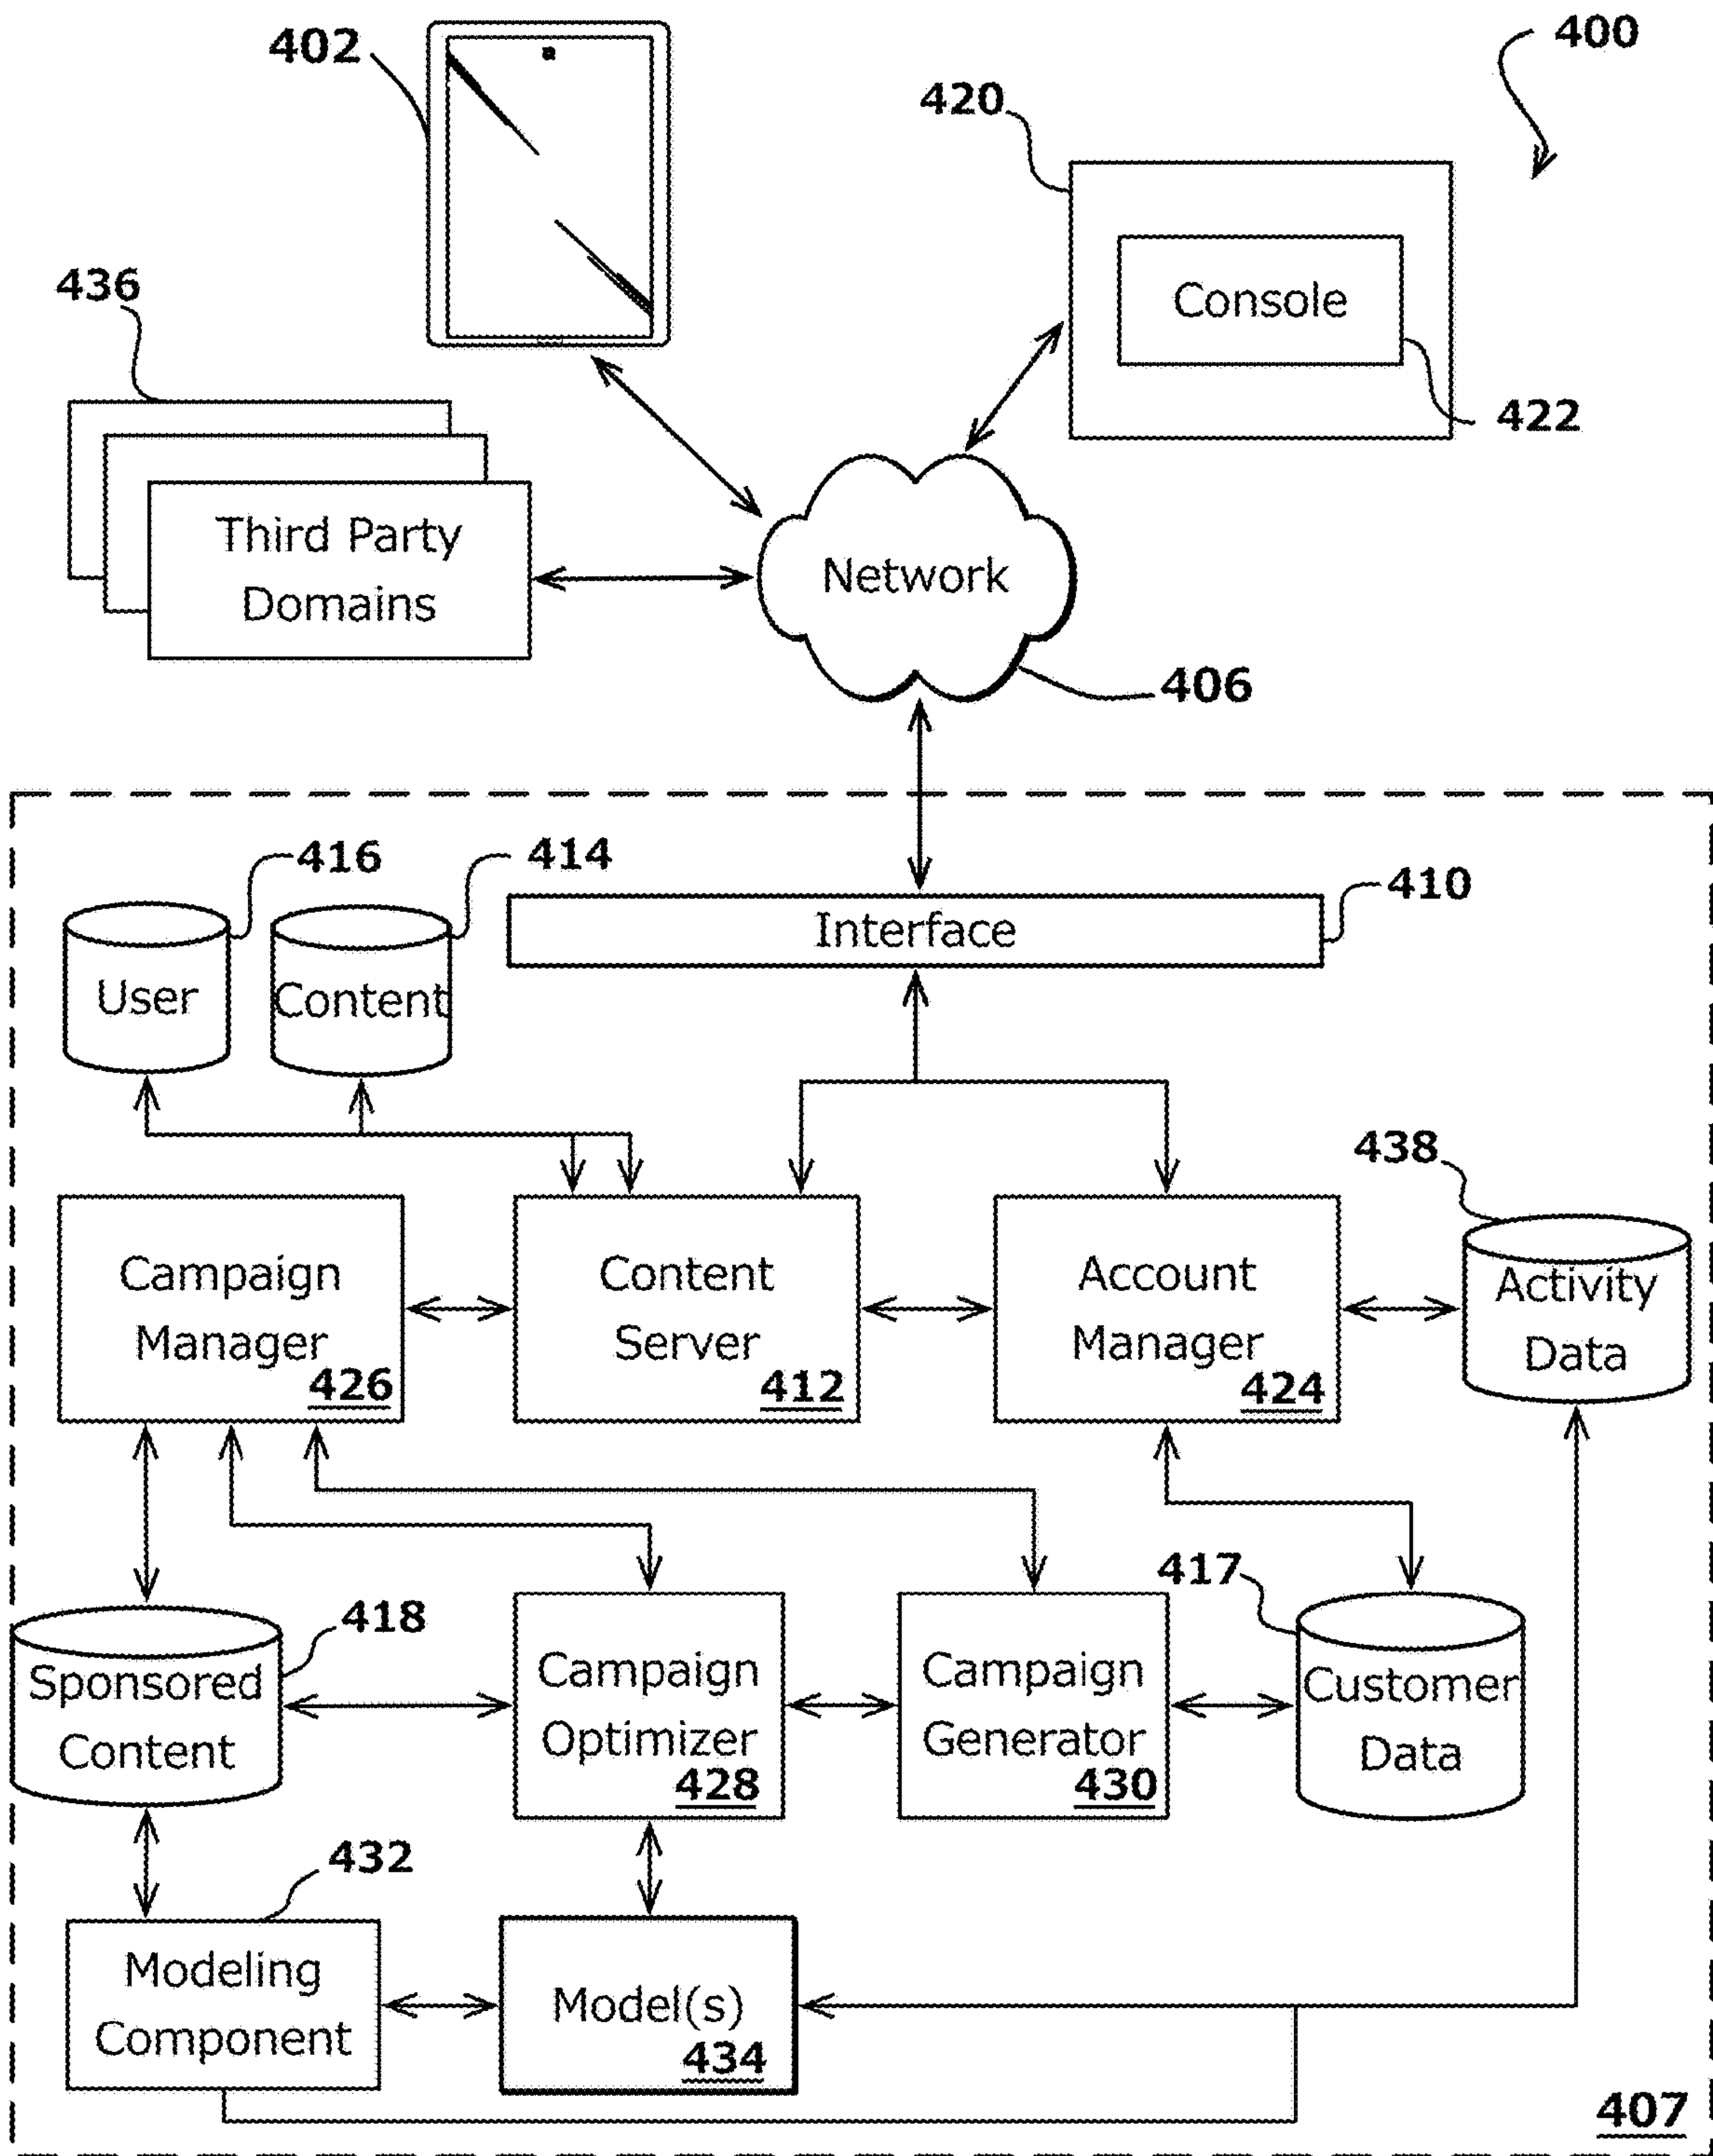 402
400
420
Console
422
436
Third Party
Domains
Network
406
416
414
410
User
Content
Interface
438
Campaign
Manager
426
Content
Server
412
Account
Manager
424
Activity
Data
417
418
Sponsored
Content
Campaign
Optimizer
428
Campaign
Generator
430
Customer
Data
432
Modeling
Component
Model(s)
434
407